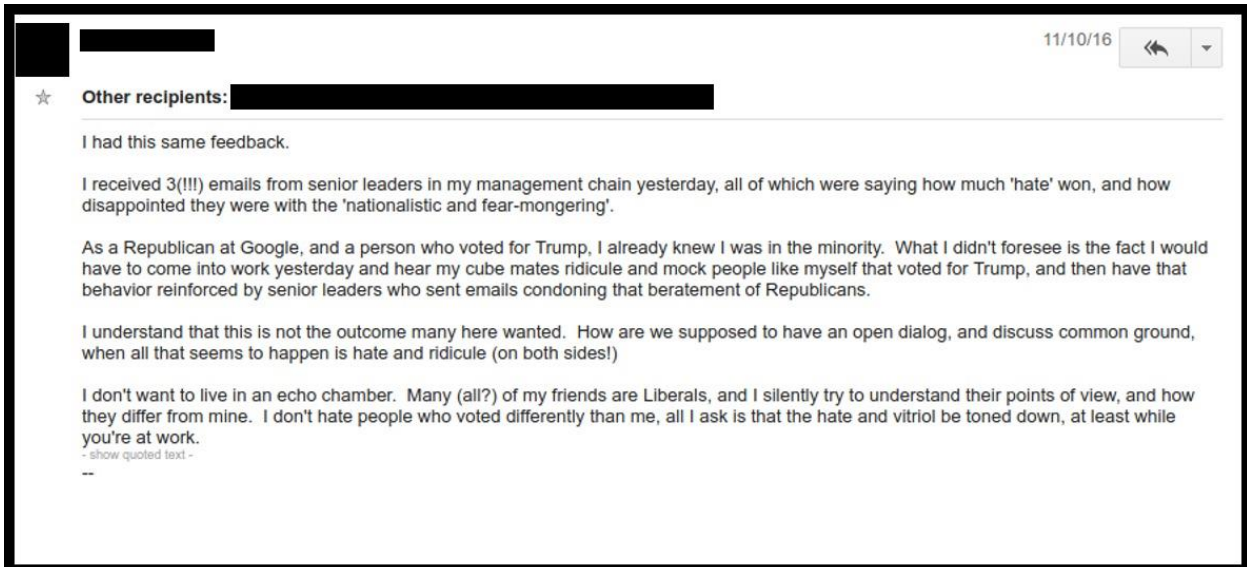 11/10/16
Other recipients:
I had this same feedback.
I received 3(!!!) emails from senior leaders in my management chain yesterday, all of which were saying how much 'hate' won, and how
disappointed they were with the 'nationalistic and fear-mongering'.
As a Republican at Google, and a person who voted for Trump, I already knew I was in the minority.  What I didn't foresee is the fact I would
have to come into work yesterday and hear my cube mates ridicule and mock people like myself that voted for Trump, and then have that
behavior reinforced by senior leaders who sent emails condoning that beratement of Republicans.
I understand that this is not the outcome many here wanted.  How are we supposed to have an open dialog, and discuss common ground,
when all that seems to happen is hate and ridicule (on both sides!)
I don't want to live in an echo chamber.  Many (all?) of my friends are Liberals, and I silently try to understand their points of view, and how
they differ from mine.  I don't hate people who voted differently than me, all I ask is that the hate and vitriol be toned down, at least while
you're at work.
- show quoted text -
--